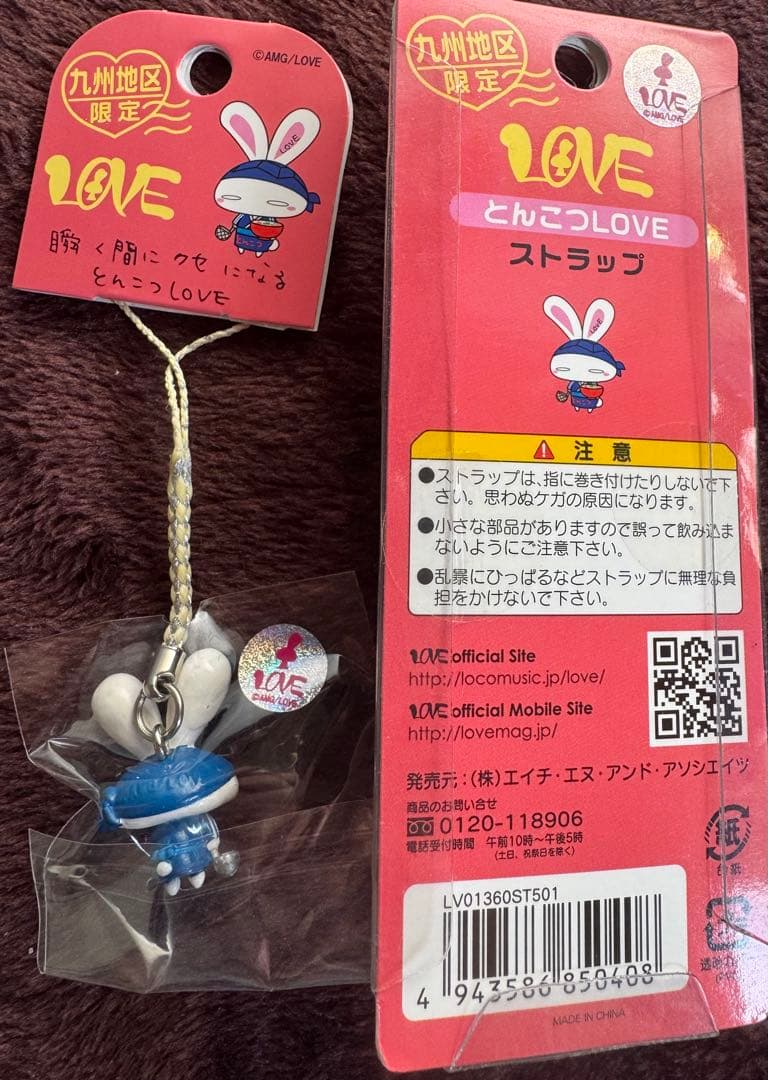 九州地区
限定
©AMG/LOVE
LOVE
LOVE
とんこつ
瞬く間にクセになる
とんこつLOVE
LOVE
©AMG/LOVE
九州地区
限定
LOVE
©AMG/LOVE
LOVE
とんこつLOVE
ストラップ
LOVE
注意
●ストラップは、指に巻き付けたりしないで下
さい。思わぬケガの原因になります。
●小さな部品がありますので誤って飲み込ま
ないようにご注意下さい。
●乱暴にひっぱるなどストラップに無理な負
担をかけないで下さい。
LOVE official Site
http://locomusic.jp/love/
LOVE official Mobile Site
http://lovemag.jp/
発売元:(株)エイチ・エヌ・アンド・アソシエイツ
商品のお問い合せ
0120-118906
電話受付時間 午前10時~午後5時
(土日、祝祭日を除く)
紙
台紙
LV01360ST501
4 943586 850408
MADE IN CHINA